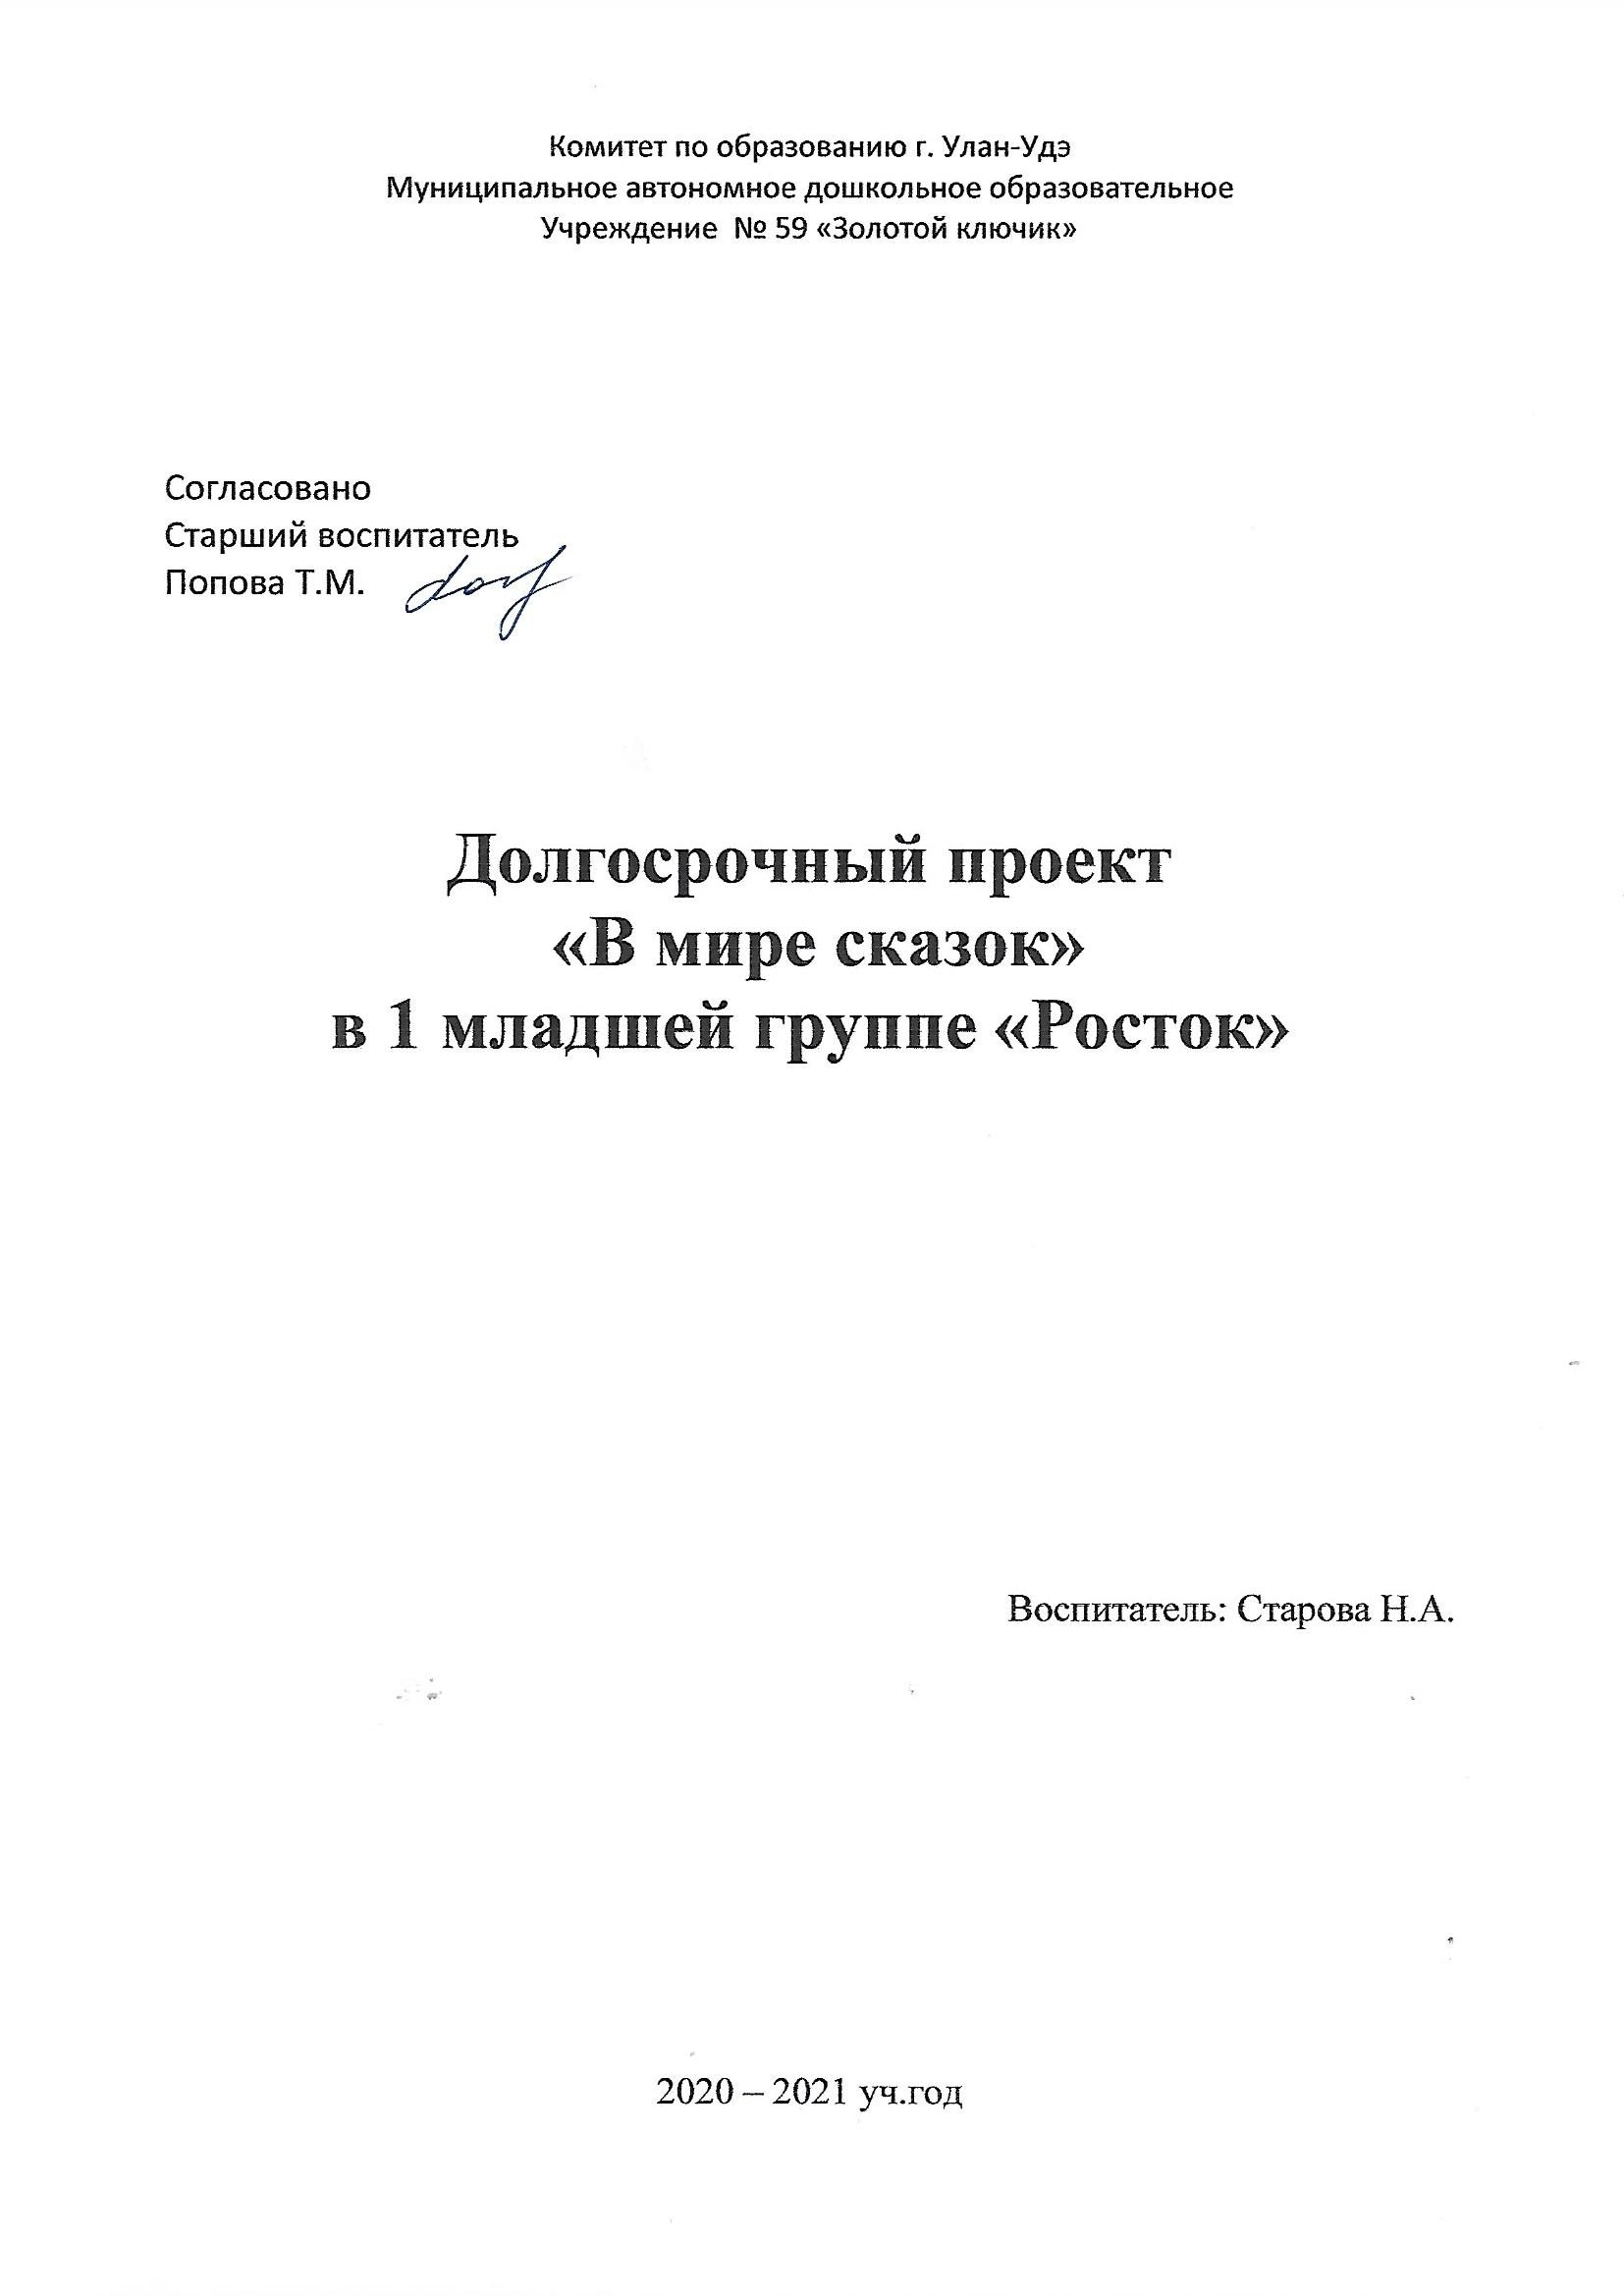 Комитет по образованию г. Улан-Удэ
Муниципальное автономное дошкольное образовательное
Учреждение № 59 «Золотой ключик»
Согласовано
Старший воспитатель
Попова Т.М.
Долгосрочный проект
«В мире сказок»
в 1 младшей группе «Росток»
Воспитатель: Старова Н.А.
2020 – 2021 уч.год